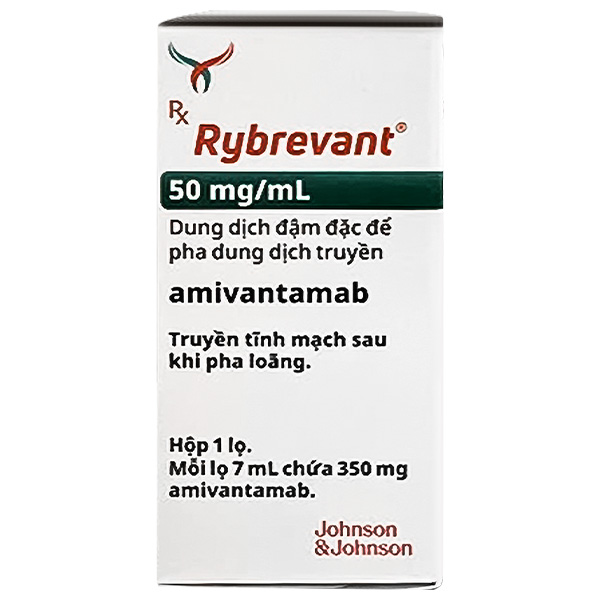 Rx
Rybrevant®
50 mg/mL
Dung dịch đậm đặc để
pha dung dịch truyền
amivantamab
Truyền tĩnh mạch sau
khi pha loãng.
Hộp 1 lọ.
Mỗi lọ 7 mL chứa 350 mg
amivantamab.
Johnson
&Johnson